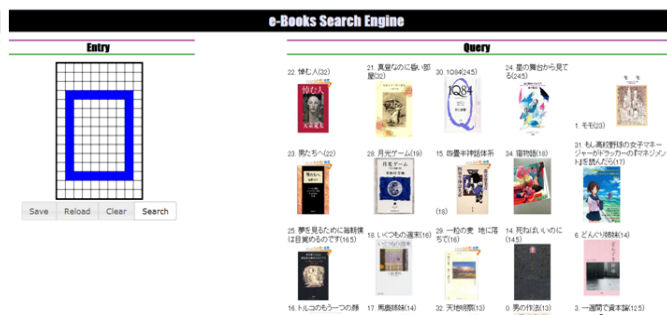 e-Books Search Engine
Entry
Query
Save Reload Clear Search
22. 悼む人(32)
21. 真昼なのに昏い部
屋(32)
30. 1Q84(24.5)
24. 星の舞台から見て
る(24.5)
1. モモ(23)
23. 男たちへ(22)
28. 月光ゲーム(19)
15. 四畳半神話体系
(18)
34. 猫物語(18)
31. もし高校野球の女子マネー
ジャーがドラッカーの『マネジメン
ト』を読んだら(17)
25. 夢を見るために毎朝僕
は目覚めるのです(16.5)
18. いくつもの週末(16)
29. 一粒の麦 地に落
ちて(16)
14. 死ねばいいのに
(14.5)
6. どんぐり姉妹(14)
16. トルコのもう一つの顔
17. 馬鹿姉妹(14)
32. 天地明察(13)
0. 男の作法(13)
3. 一週間で資本論(12.5)